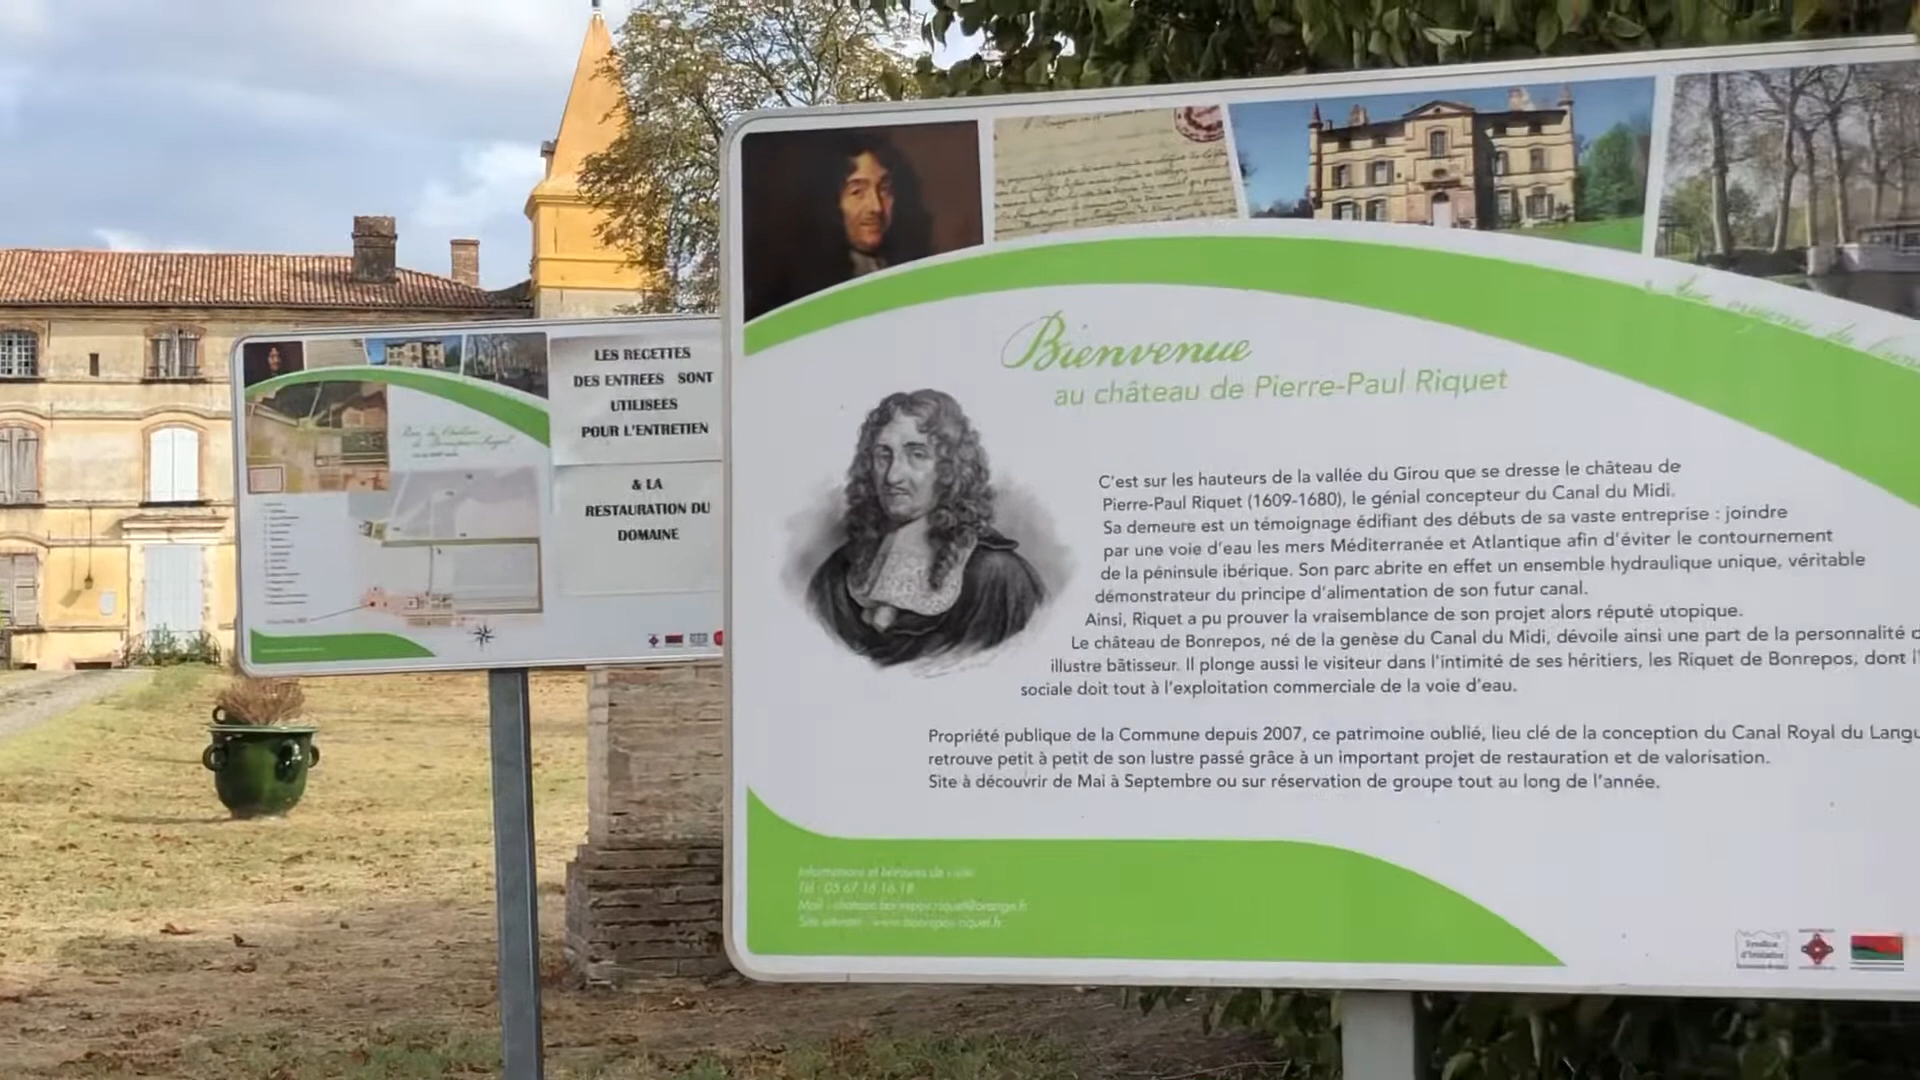 LES RECETTES
DES ENTREES SONT
UTILISEES
POUR L'ENTRETIEN
& LA
RESTAURATION DU
DOMAINE
Bienvenue
au château de Pierre-Paul Riquet
C'est sur les hauteurs de la vallée du Girou que se dresse le château de
Pierre-Paul Riquet (1609-1680), le génial concepteur du Canal du Midi.
Sa demeure est un témoignage édifiant des débuts de sa vaste entreprise : joindre
par une voie d'eau les mers Méditerranée et Atlantique afin d'éviter le contournement
de la péninsule ibérique. Son parc abrite en effet un ensemble hydraulique unique, véritable
démonstrateur du principe d'alimentation de son futur canal.
Ainsi, Riquet a pu prouver la vraisemblance de son projet alors réputé utopique.
Le château de Bonrepos, né de la genèse du Canal du Midi, dévoile ainsi une part de la personnalité
illustre bâtisseur. Il plonge aussi le visiteur dans l'intimité de ses héritiers, les Riquet de Bonrepos, dont
sociale doit tout à l'exploitation commerciale de la voie d'eau.
Propriété publique de la Commune depuis 2007, ce patrimoine oublié, lieu clé de la conception du Canal Royal du Langu
retrouve petit à petit de son lustre passé grâce à un important projet de restauration et de valorisation.
Site à découvrir de Mai à Septembre ou sur réservation de groupe tout au long de l'année.
Informations et horaires de
Tél : 05 67 16 16 18
Mail :
Syndicat
d'Initiative